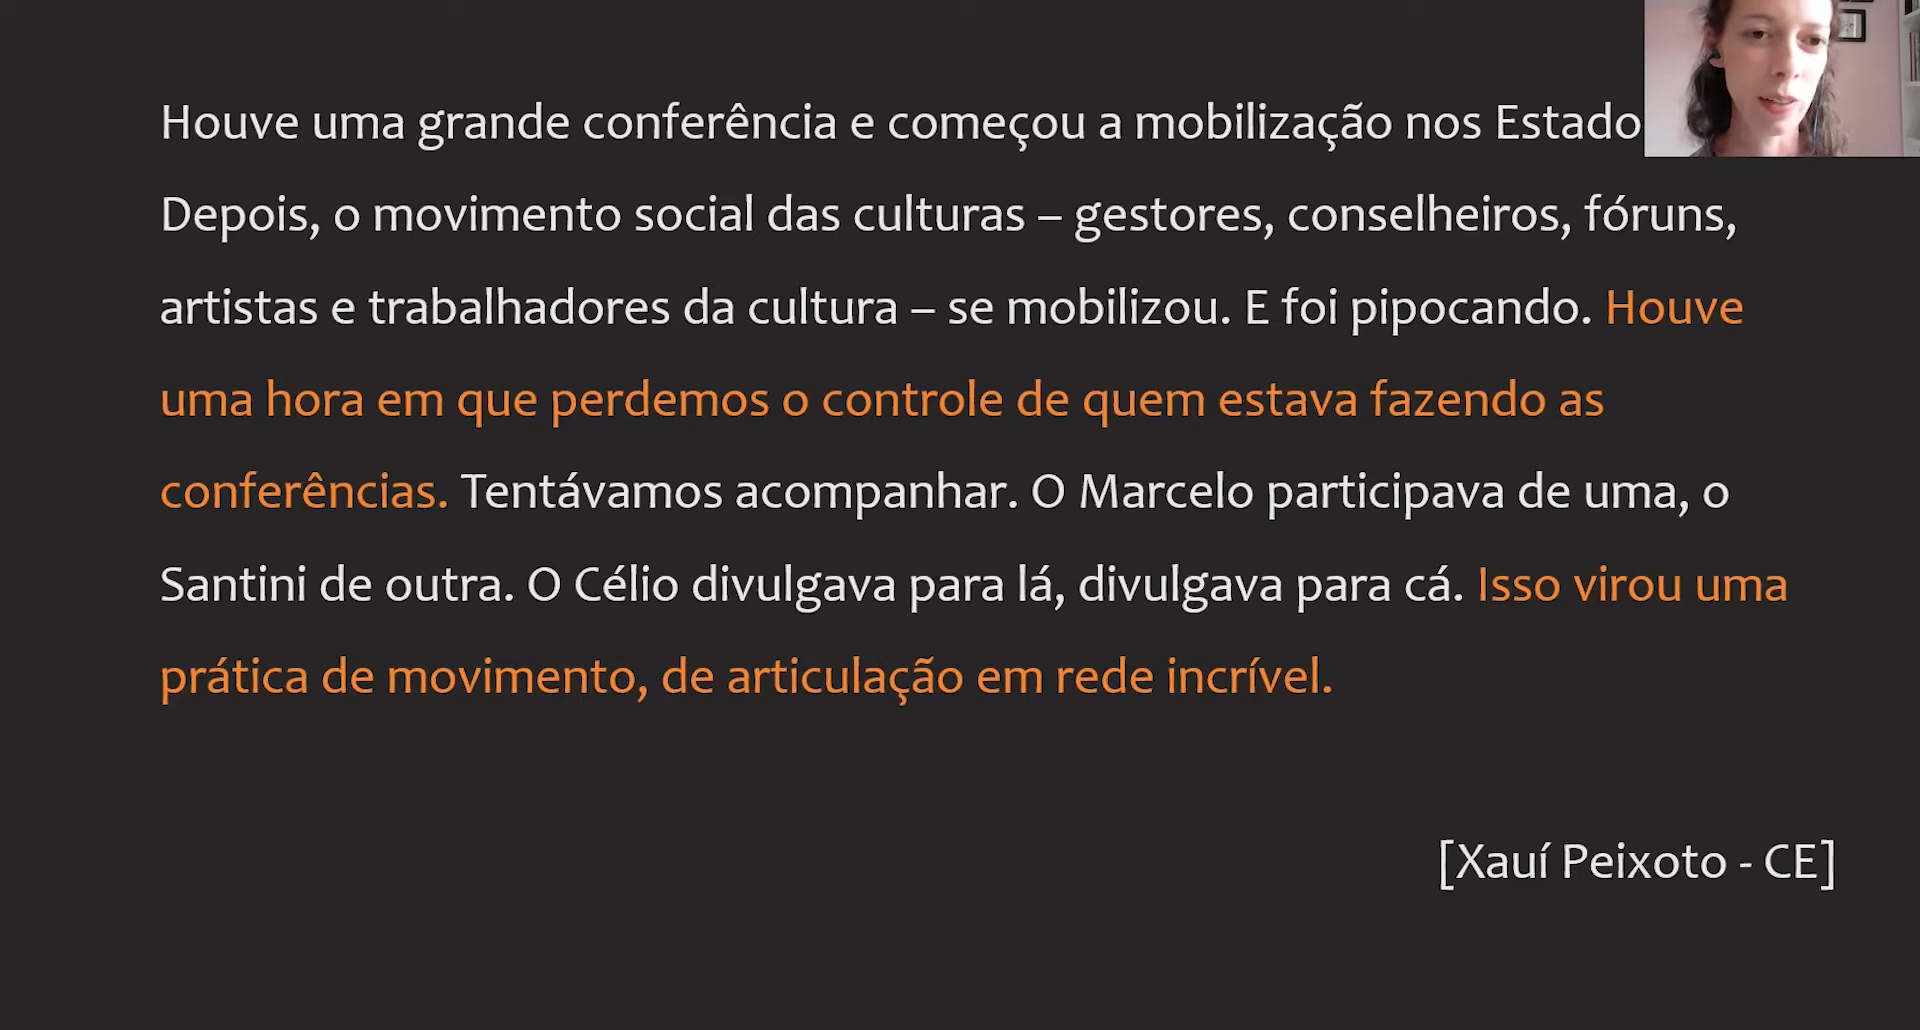 Houve uma grande conferência e começou a mobilização nos Estado
Depois, o movimento social das culturas – gestores, conselheiros, fóruns,
artistas e trabalhadores da cultura – se mobilizou. E foi pipocando. Houve
uma hora em que perdemos o controle de quem estava fazendo as
conferências. Tentávamos acompanhar. O Marcelo participava de uma, o
Santini de outra. O Célio divulgava para lá, divulgava para cá. Isso virou uma
prática de movimento, de articulação em rede incrível.
[Xauí Peixoto - CE]